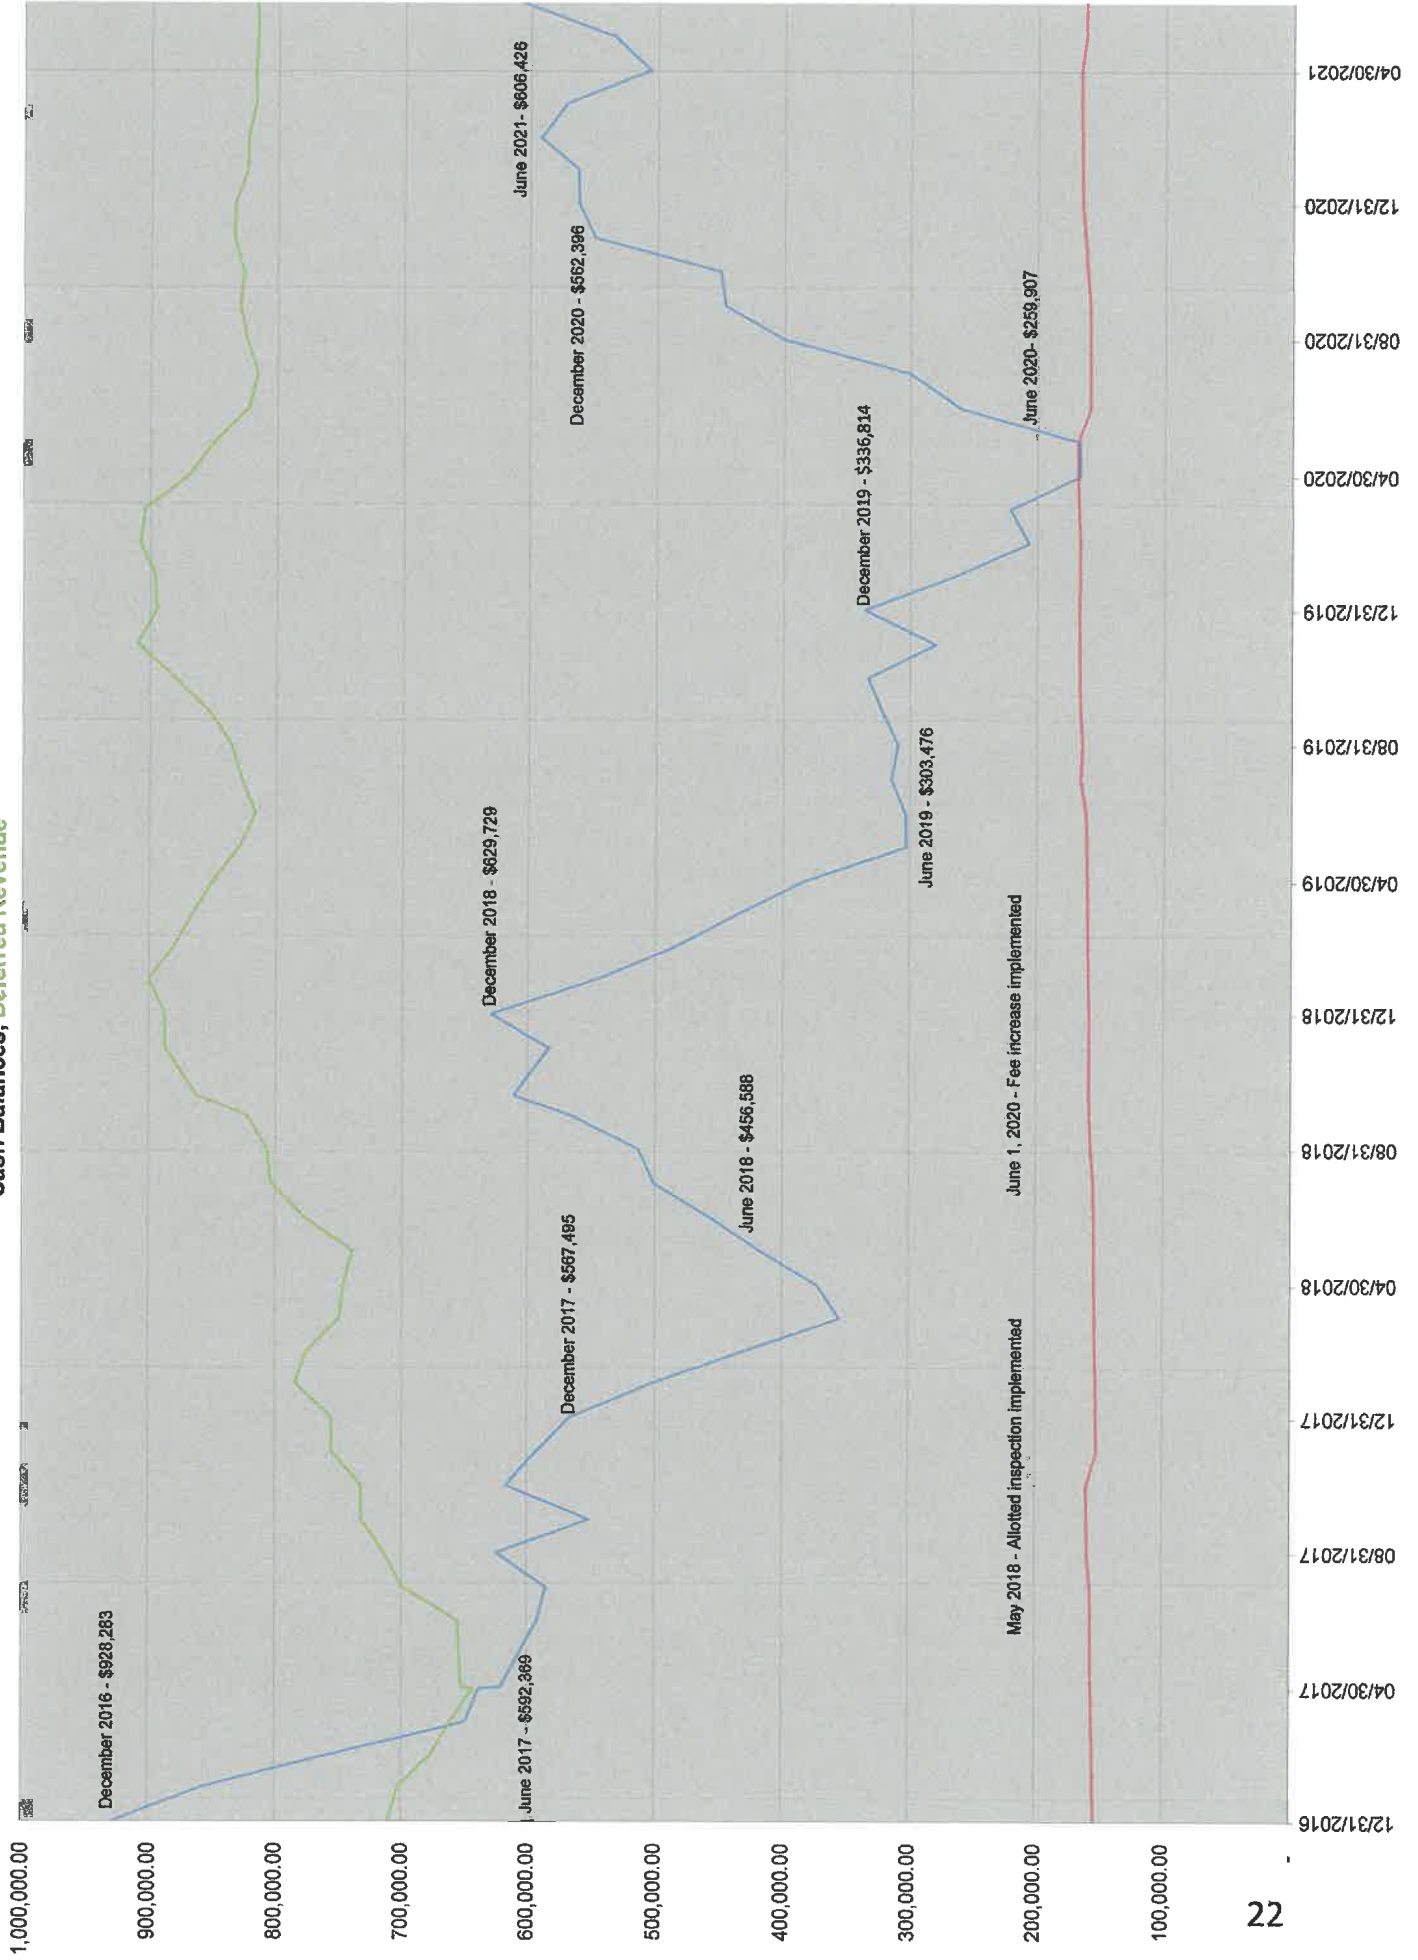 Cash Balances, Deferred Revenue
1,000,000.00
900,000.00
800,000.00
700,000.00
600,000.00
500,000.00
400,000.00
300,000.00
200,000.00
100,000.00
-
December 2016 - $928,283
June 2017 - $592,369
December 2017 - $567,495
June 2018 - $456,588
December 2018 - $629,729
June 2019 - $303,476
December 2019 - $336,814
June 2020- $259,907
December 2020 - $562,396
June 2021- $606,426
May 2018 - Allotted inspection implemented
June 1, 2020 - Fee increase implemented
12/31/2016
04/30/2017
08/31/2017
12/31/2017
04/30/2018
08/31/2018
12/31/2018
04/30/2019
08/31/2019
12/31/2019
04/30/2020
08/31/2020
12/31/2020
04/30/2021
22